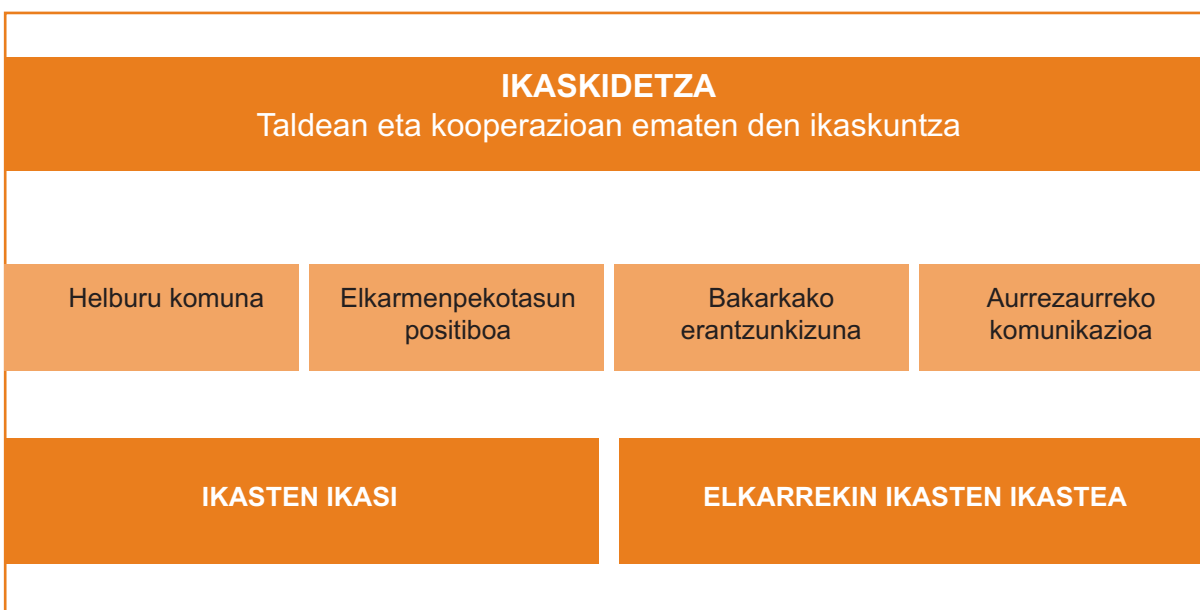 IKASKIDETZA
Taldean eta kooperazioan ematen den ikaskuntza
Helburu komuna
Elkarmenpekotasun
positiboa
Bakarkako
erantzunkizuna
Aurrezaurreko
komunikazioa
IKASTEN IKASI
ELKARREKIN IKASTEN IKASTEA